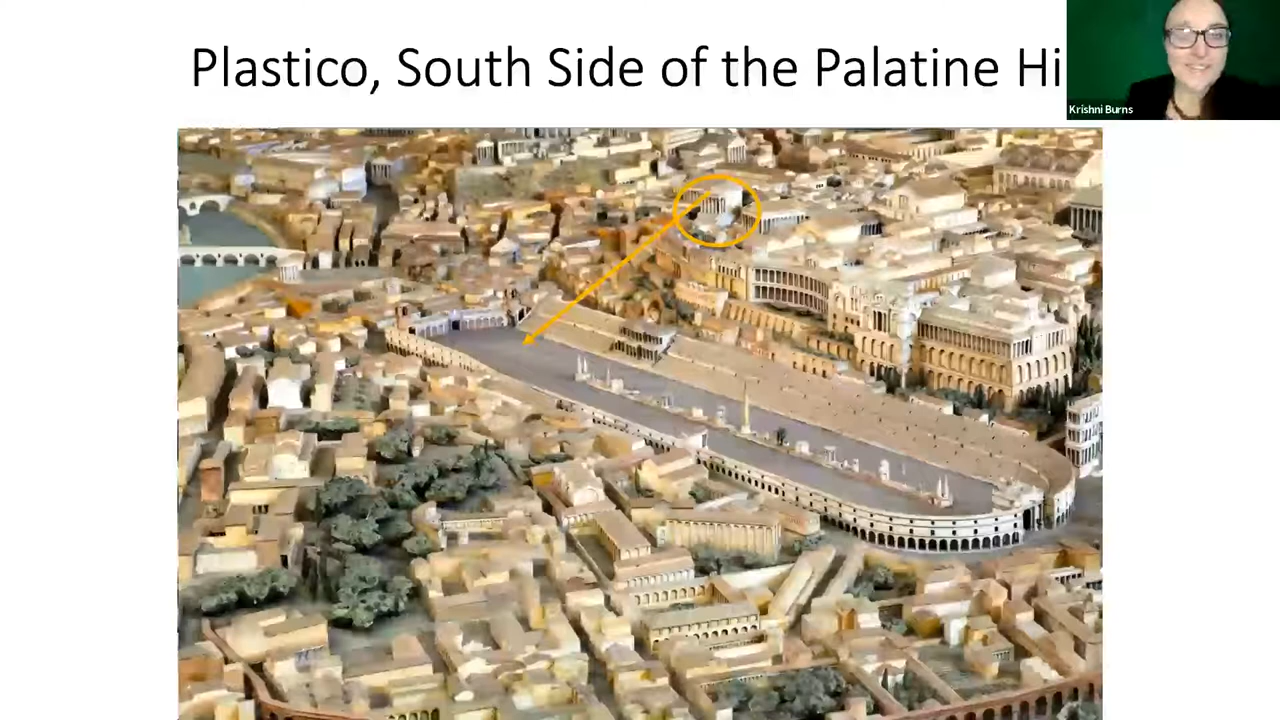 Plastico, South Side of the Palatine Hi
Krishni Burns